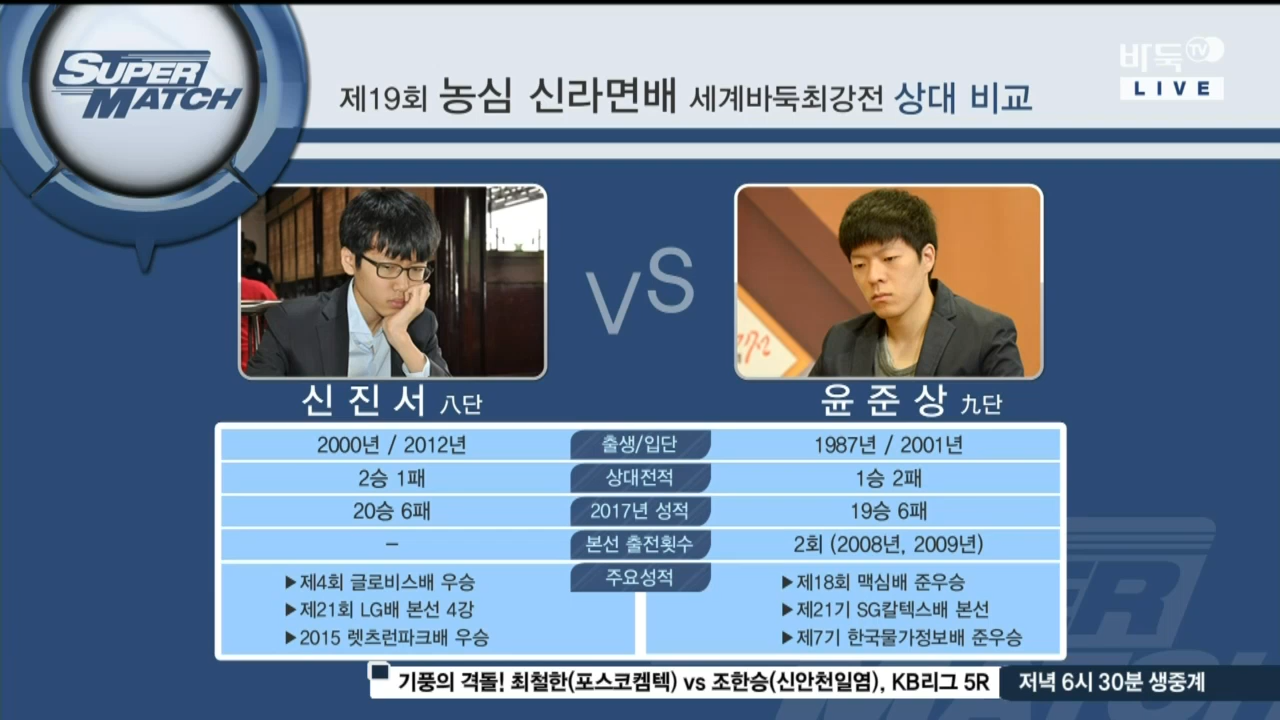 SUPER MATCH
제19회 농심 신라면배 세계바둑최강전 상대 비교
바둑TV
LIVE
VS
신진서 八단
윤준상 九단
2000년 / 2012년 출생/입단 1987년 / 2001년
2승 1패 상대전적 1승 2패
20승 6패 2017년 성적 19승 6패
– 본선 출전횟수 2회 (2008년, 2009년)
주요성적
▶제4회 글로비스배 우승
▶제21회 LG배 본선 4강
▶2015 렛츠런파크배 우승
▶제18회 맥심배 준우승
▶제21기 SG칼텍스배 본선
▶제7기 한국물가정보배 준우승
기풍의 격돌! 최철한(포스코켐텍) vs 조한승(신안천일염), KB리그 5R 저녁 6시 30분 생중계